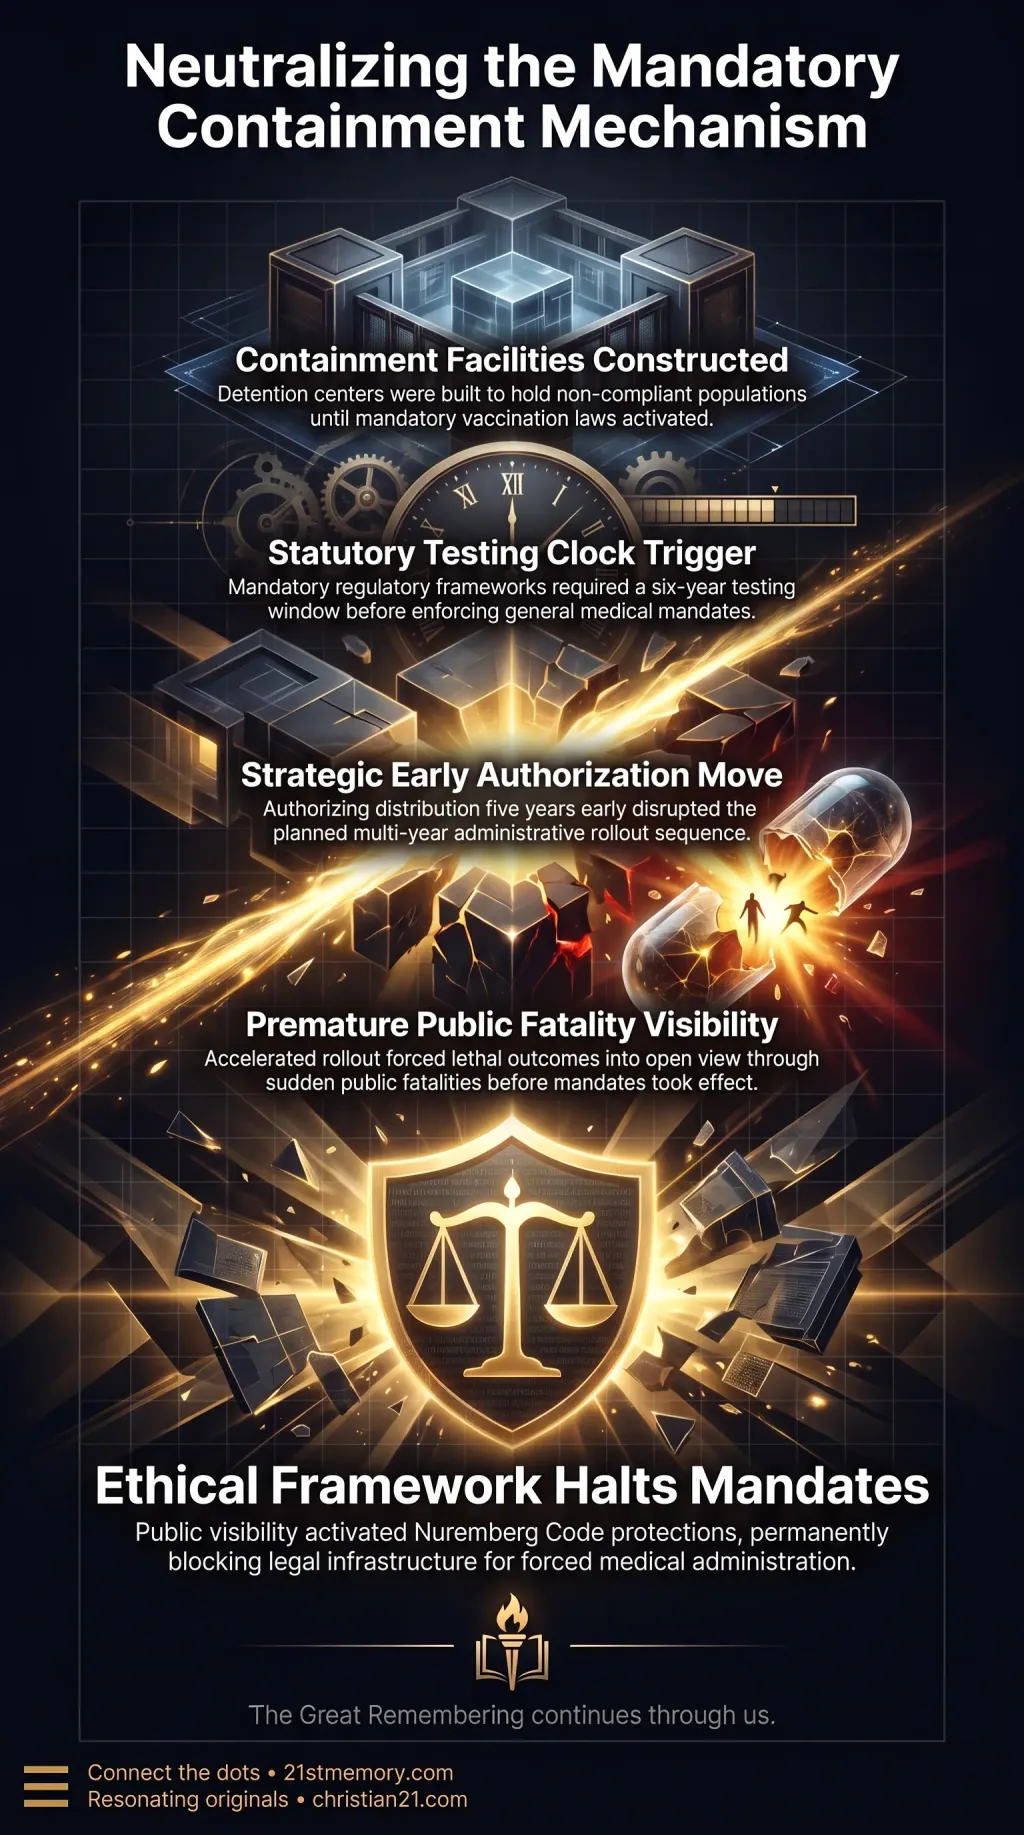 Neutralizing the Mandatory
Containment Mechanism
Containment Facilities Constructed
Detention centers were built to hold non-compliant populations
until mandatory vaccination laws activated.
X
XI
XII
I
II
Statutory Testing Clock Trigger
Mandatory regulatory frameworks required a six-year testing
window before enforcing general medical mandates.
Strategic Early Authorization Move
Authorizing distribution five years early disrupted the
planned multi-year administrative rollout sequence.
Premature Public Fatality Visibility
Accelerated rollout forced lethal outcomes into open view through
sudden public fatalities before mandates took effect.
Ethical Framework Halts Mandates
Public visibility activated Nuremberg Code protections, permanently
blocking legal infrastructure for forced medical administration.
The Great Remembering continues through us.
Connect the dots • 21stmemory.com
Resonating originals • christian21.com